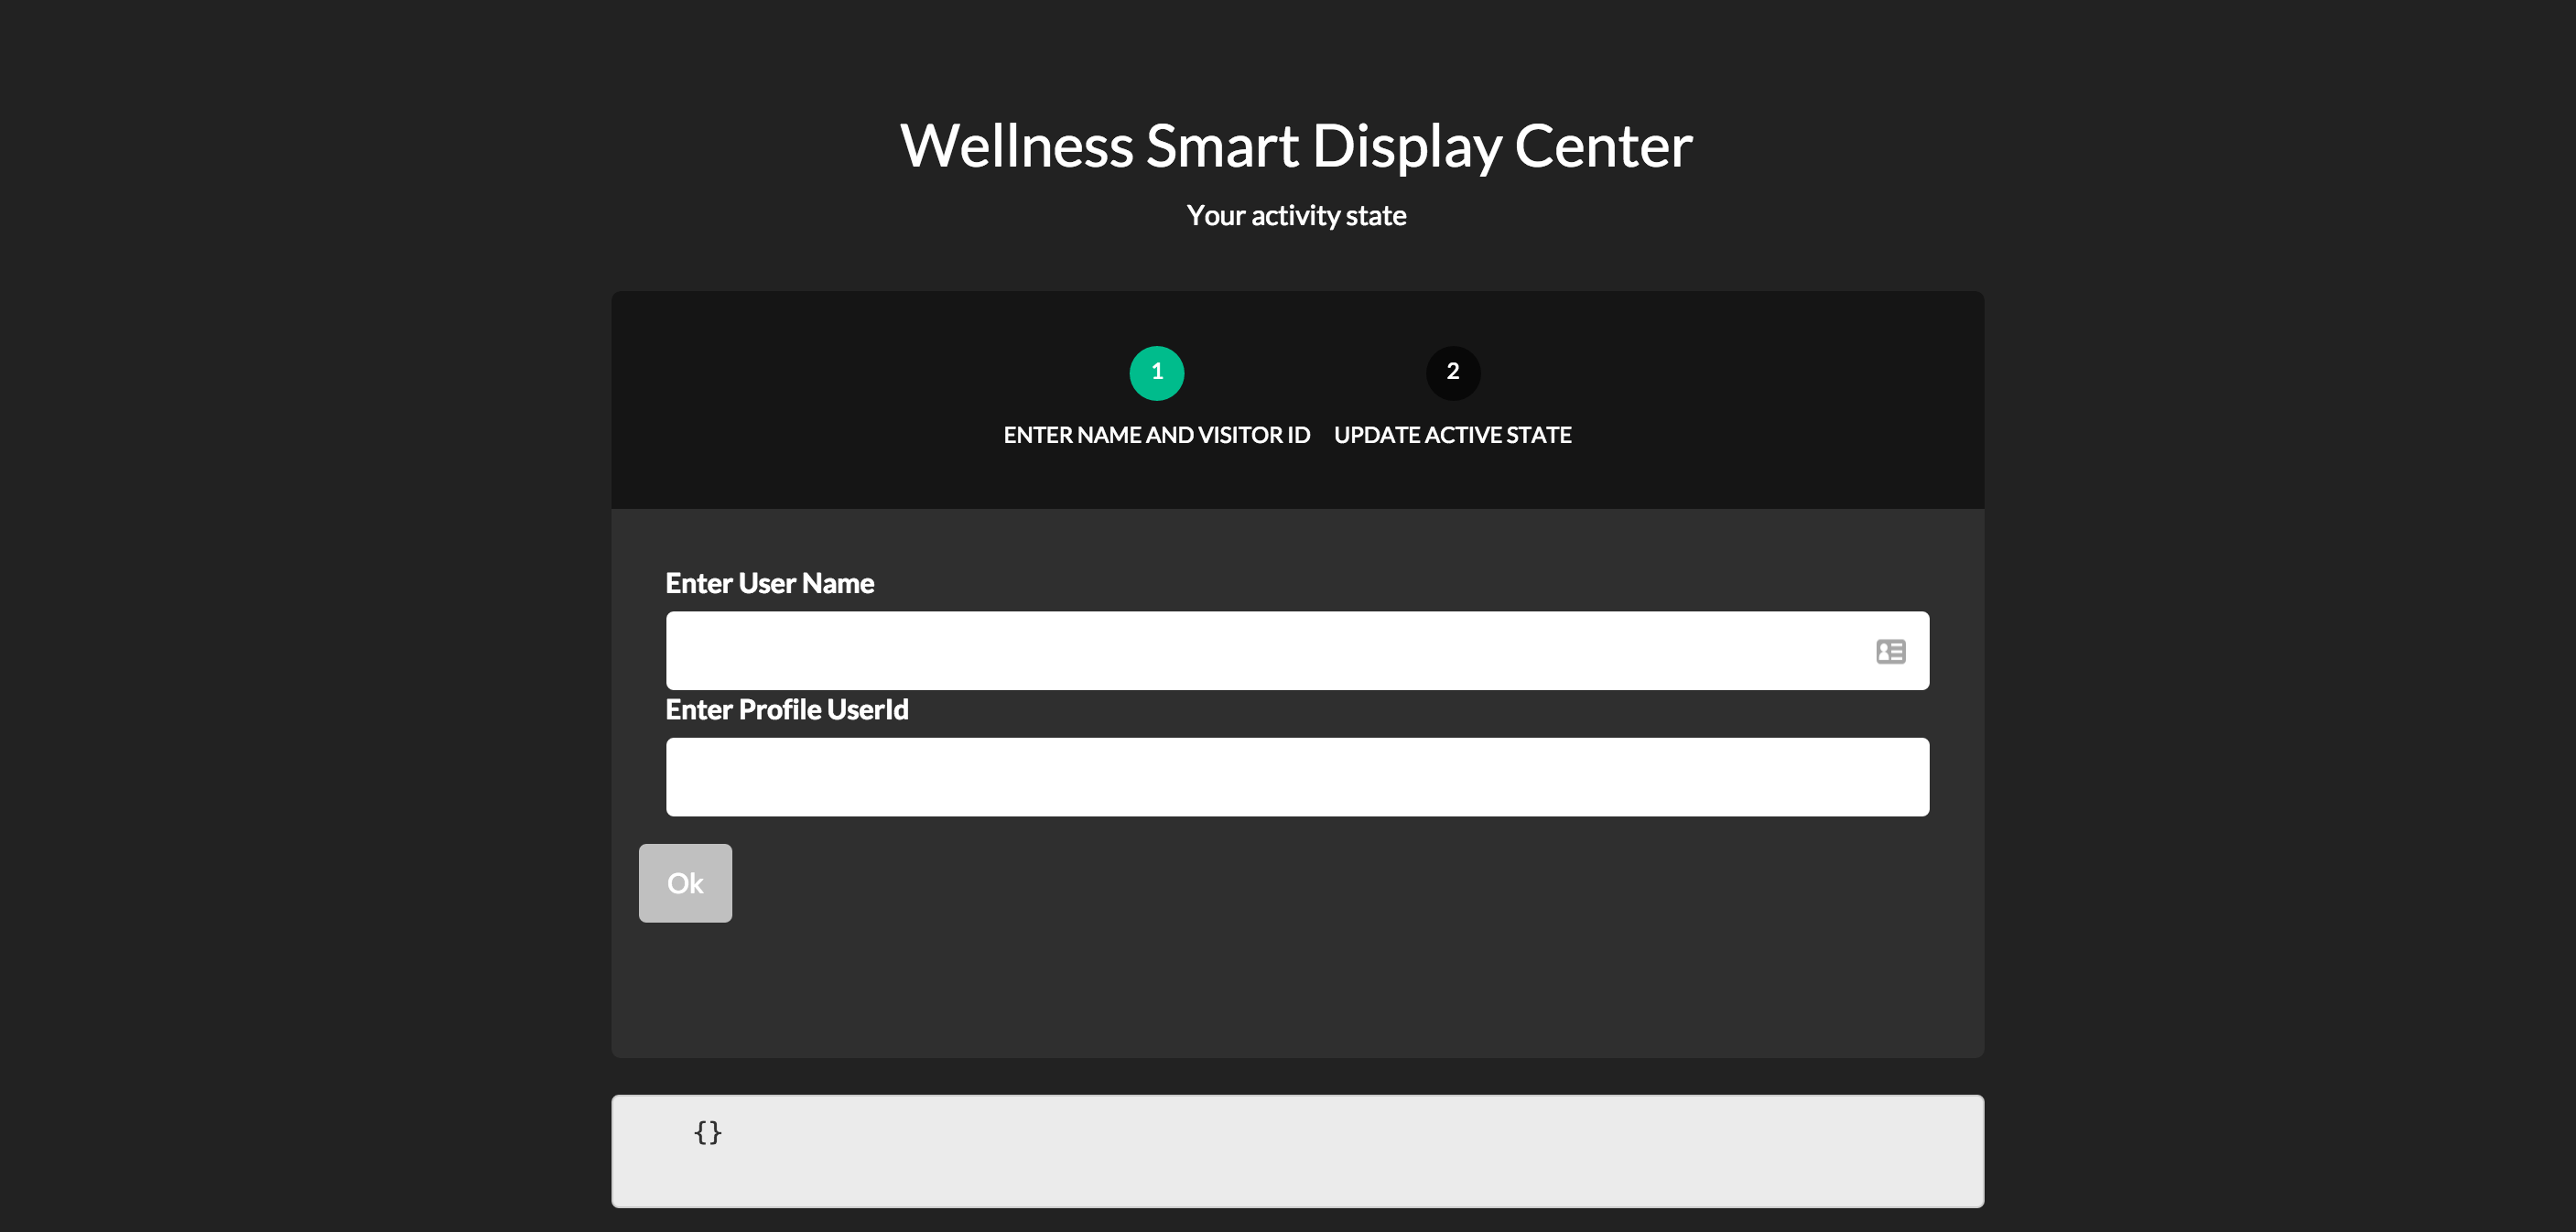 Wellness Smart Display Center
Your activity state
1
2
ENTER NAME AND VISITOR ID
UPDATE ACTIVE STATE
Enter User Name
Enter Profile UserId
Ok
{}